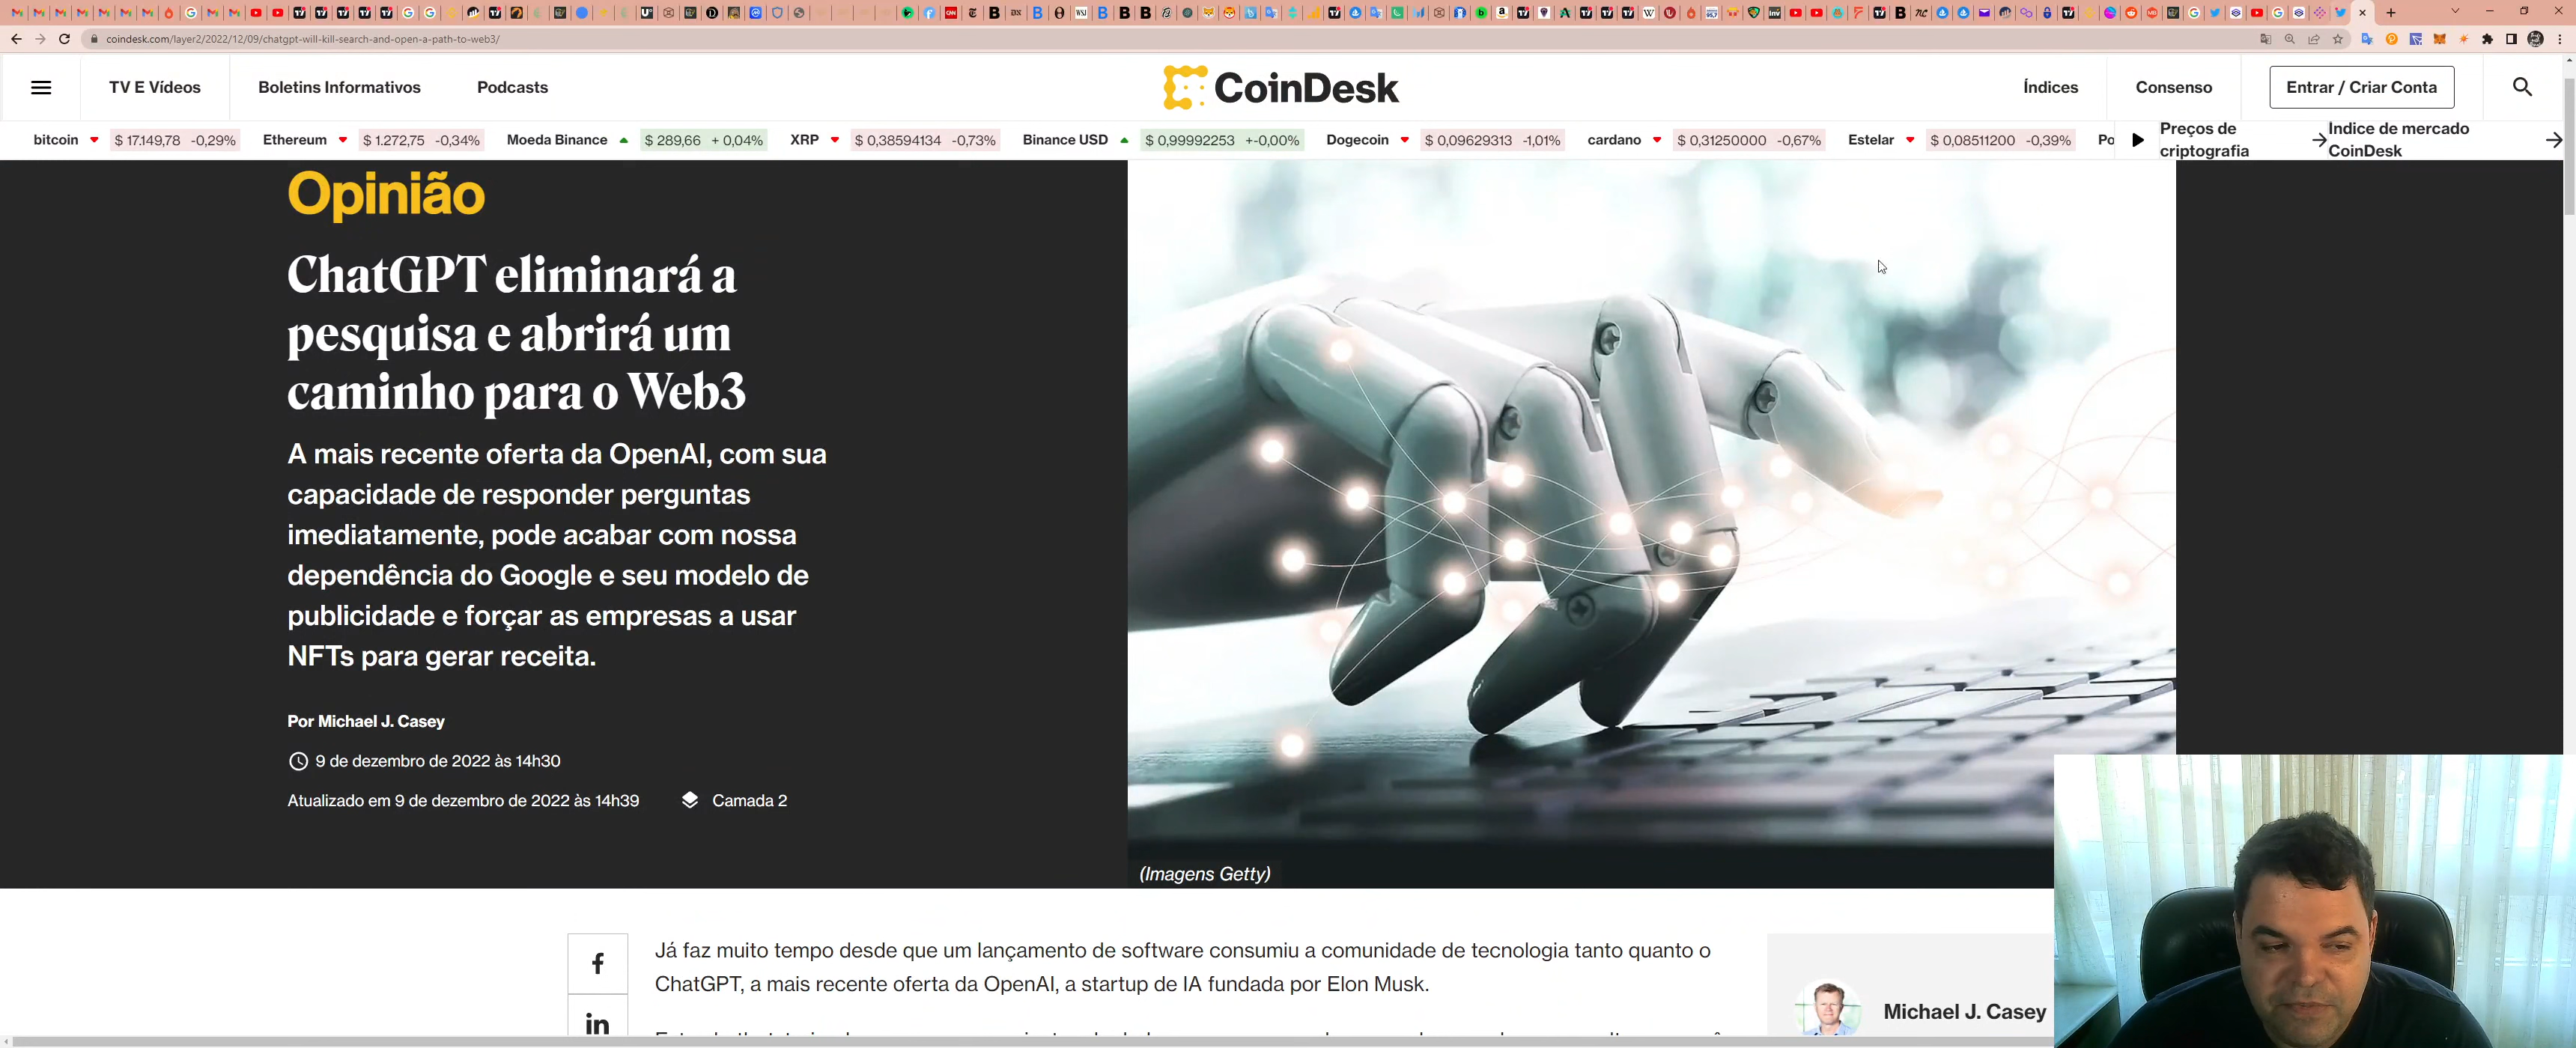 coindesk.com/layer2/2022/12/09/chatgpt-will-kill-search-and-open-a-path-to-web3/
TV E Vídeos
Boletins Informativos
Podcasts
CoinDesk
Índices
Consenso
Entrar / Criar Conta
bitcoin $ 17.149,78 -0,29% Ethereum $ 1.272,75 -0,34% Moeda Binance $ 289,66 + 0,04% XRP $ 0,38594134 -0,73% Binance USD $ 0,99992253 +-0,00% Dogecoin $ 0,09629313 -1,01% cardano $ 0,31250000 -0,67% Estelar $ 0,08511200 -0,39% Po
Preços de
criptografia
Índice de mercado
CoinDesk
Opinião
ChatGPT eliminará a
pesquisa e abrirá um
caminho para o Web3
A mais recente oferta da OpenAI, com sua
capacidade de responder perguntas
imediatamente, pode acabar com nossa
dependência do Google e seu modelo de
publicidade e forçar as empresas a usar
NFTs para gerar receita.
Por Michael J. Casey
9 de dezembro de 2022 às 14h30
Atualizado em 9 de dezembro de 2022 às 14h39
Camada 2
(Imagens Getty)
Já faz muito tempo desde que um lançamento de software consumiu a comunidade de tecnologia tanto quanto o
ChatGPT, a mais recente oferta da OpenAI, a startup de IA fundada por Elon Musk.
Michael J. Casey